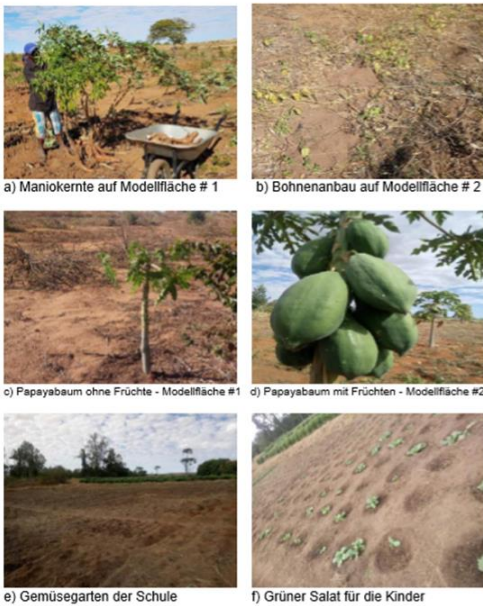 a) Maniokernte auf Modellfläche # 1
b) Bohnenanbau auf Modellfläche # 2
c) Papayabaum ohne Früchte - Modellfläche #1
d) Papayabaum mit Früchten - Modellfläche #2
e) Gemüsegarten der Schule
f) Grüner Salat für die Kinder